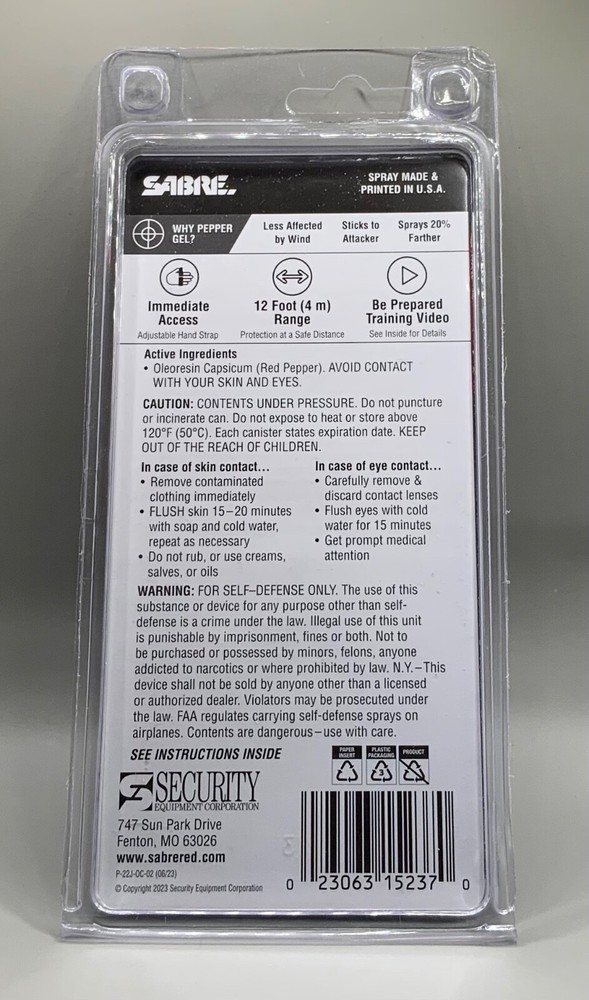 SABRE.
SPRAY MADE &
PRINTED IN U.S.A.
WHY PEPPER
GEL?
Less Affected
by Wind
Sticks to
Attacker
Sprays 20%
Farther
Immediate
Access
Adjustable Hand Strap
12 Foot (4 m)
Range
Protection at a Safe Distance
Be Prepared
Training Video
See Inside for Details
Active Ingredients
• Oleoresin Capsicum (Red Pepper). AVOID CONTACT
WITH YOUR SKIN AND EYES.
CAUTION: CONTENTS UNDER PRESSURE. Do not puncture
or incinerate can. Do not expose to heat or store above
120°F (50°C). Each canister states expiration date. KEEP
OUT OF THE REACH OF CHILDREN.
In case of skin contact...
• Remove contaminated
clothing immediately
• FLUSH skin 15–20 minutes
with soap and cold water,
repeat as necessary
• Do not rub, or use creams,
salves, or oils
In case of eye contact...
• Carefully remove &
discard contact lenses
• Flush eyes with cold
water for 15 minutes
• Get prompt medical
attention
WARNING: FOR SELF–DEFENSE ONLY. The use of this
substance or device for any purpose other than self-
defense is a crime under the law. Illegal use of this unit
is punishable by imprisonment, fines or both. Not to
be purchased or possessed by minors, felons, anyone
addicted to narcotics or where prohibited by law. N.Y.–This
device shall not be sold by anyone other than a licensed
or authorized dealer. Violators may be prosecuted under
the law. FAA regulates carrying self-defense sprays on
airplanes. Contents are dangerous–use with care.
SEE INSTRUCTIONS INSIDE
PAPER
INSERT
PLASTIC
PACKAGING
3
PRODUCT
SECURITY
EQUIPMENT CORPORATION
747 Sun Park Drive
Fenton, MO 63026
www.sabrered.com
P-22J-OC-02 (06/23)
© Copyright 2023 Security Equipment Corporation
0 23063 15237 0